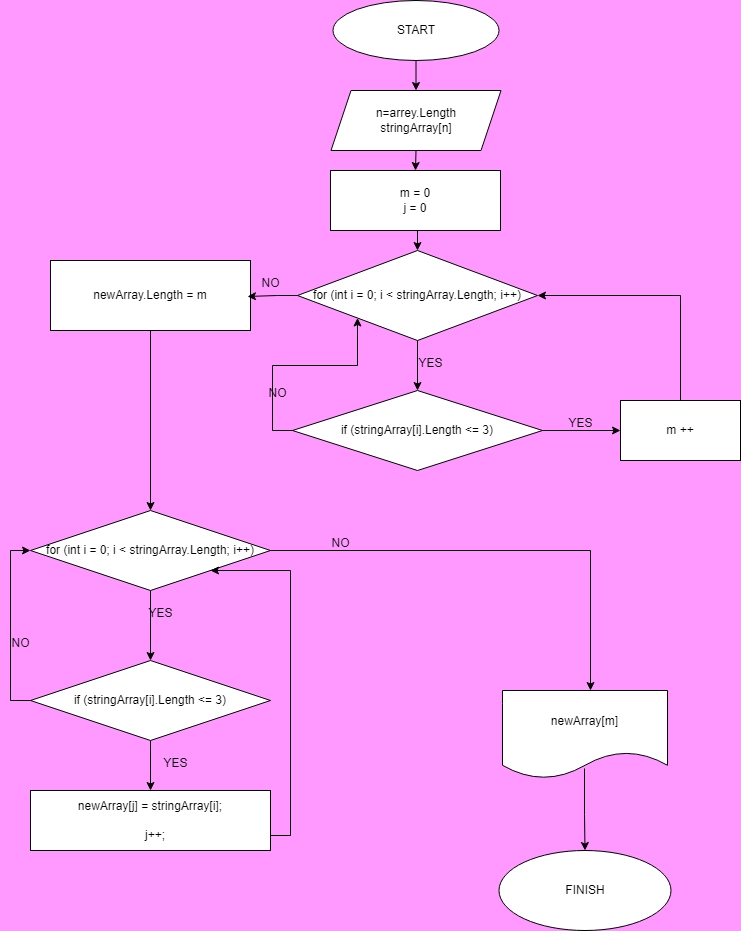 START
n=arrey.Length
stringArray[n]
m = 0
j = 0
for (int i = 0; i < stringArray.Length; i++)
NO
newArray.Length = m
YES
NO
if (stringArray[i].Length <= 3)
YES
m ++
for (int i = 0; i < stringArray.Length; i++)
NO
YES
NO
if (stringArray[i].Length <= 3)
YES
newArray[j] = stringArray[i];
j++;
newArray[m]
FINISH